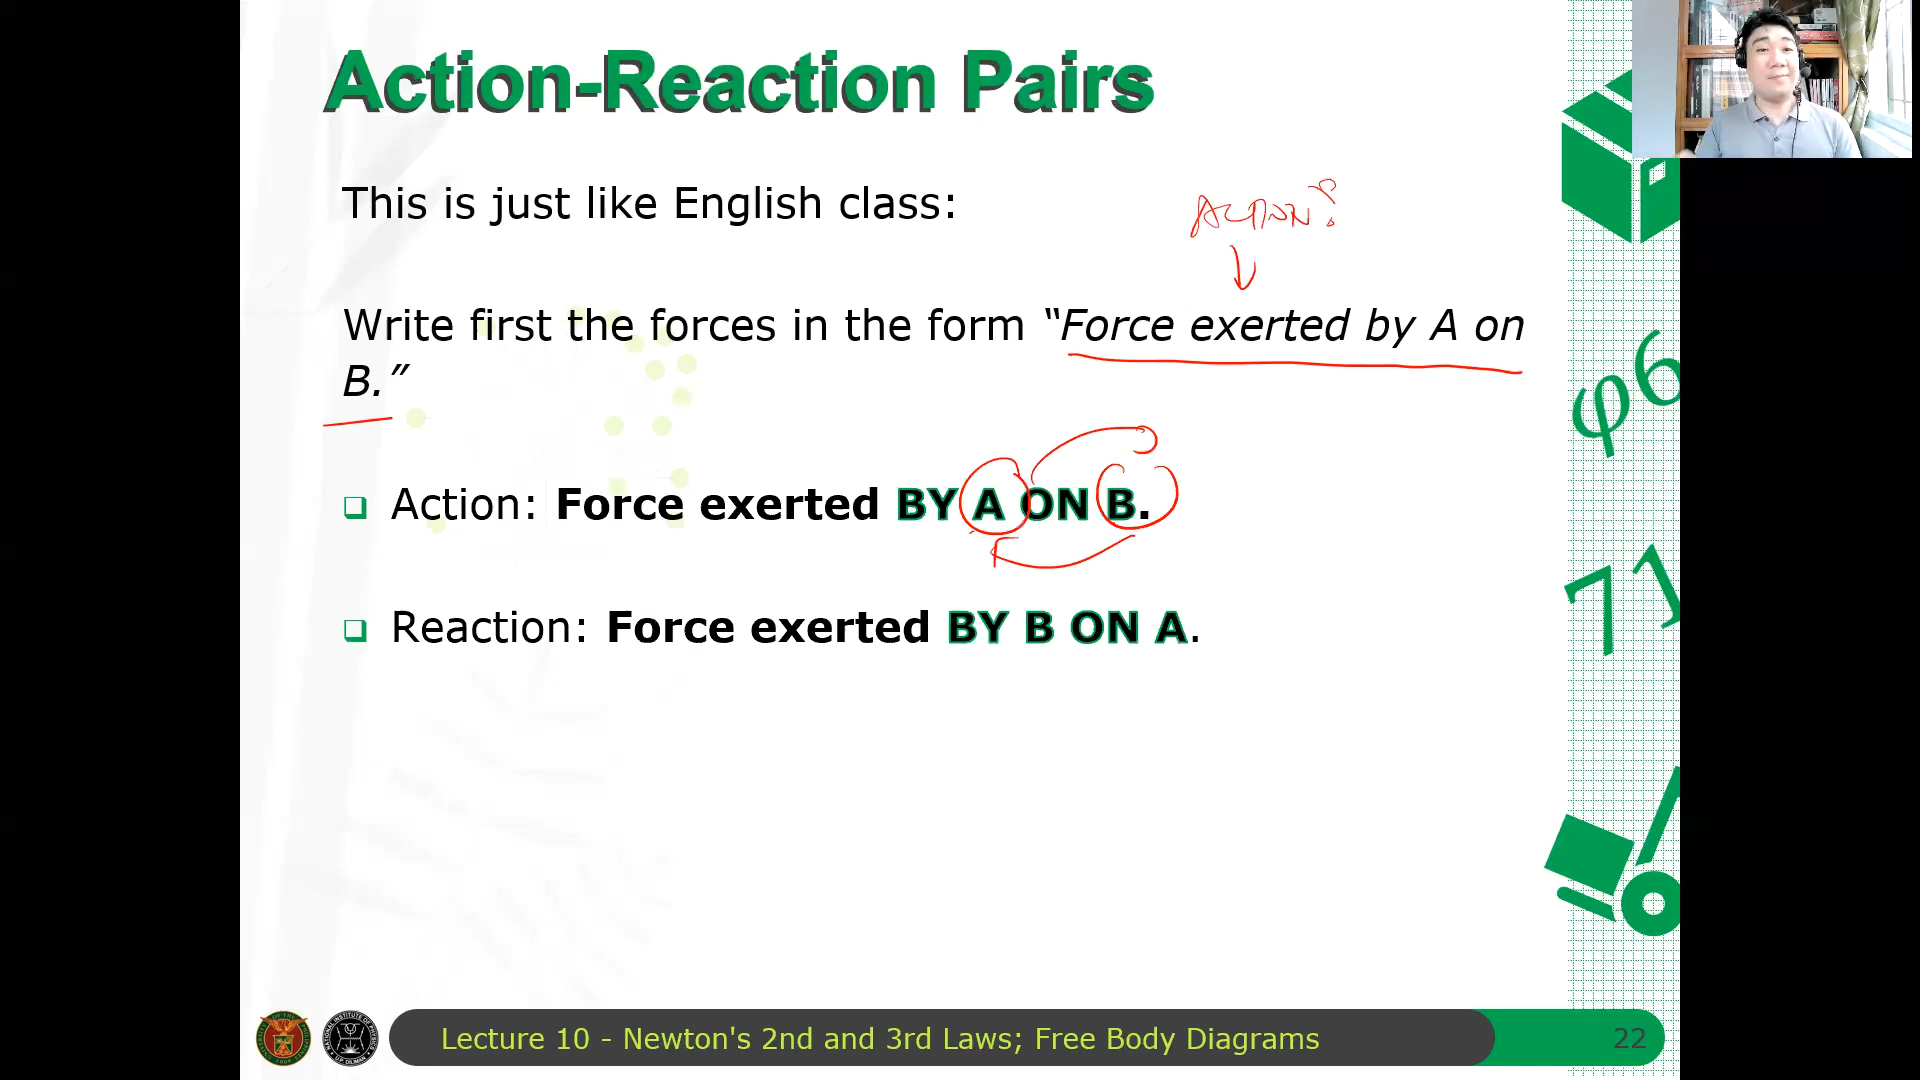 Action-Reaction Pairs
This is just like English class:
ACTION?
Write first the forces in the form “Force exerted by A on
B.”
❑ Action: Force exerted BY A ON B.
❑ Reaction: Force exerted BY B ON A.
φ6
71
Lecture 10 - Newton's 2nd and 3rd Laws; Free Body Diagrams
22